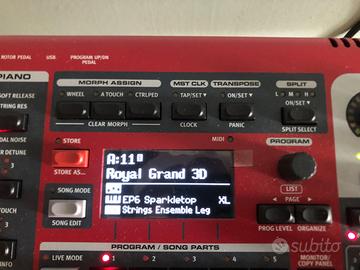 ROTOR PEDAL
USB
PROGRAM UP/DN
PEDAL
PIANO
SOFT RELEASE
STRING RES
PEDAL NOISE
MORPH ASSIGN
WHEEL
A TOUCH
CTRLPED
CLEAR MORPH
MST CLK
TAP/SET▼
CLOCK
TRANSPOSE
ON/SET▼
PANIC
SPLIT
L M H
ON/SET▼
SPLIT SELECT
MIDI
STORE
STORE AS...
SONG MODE
SONG EDIT
A:11
Royal Grand 3D
EP6 Sparkletop XL
Strings Ensemble Leg
PROGRAM
LIST
PAGE
PROG LEVEL
ORGANIZE
PROGRAM / SONG PARTS
LIVE MODE
1
2
3
4
MONITOR/
COPY PANEL
subito